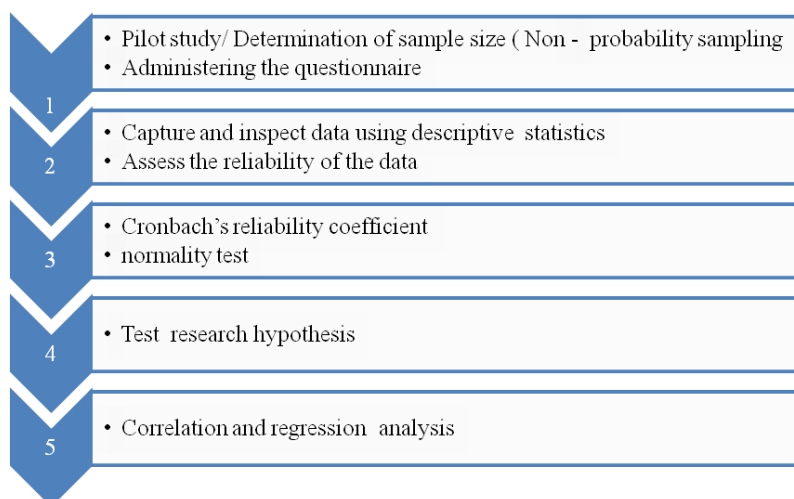 • Pilot study/ Determination of sample size ( Non - probability sampling
• Administering the questionnaire
1
• Capture and inspect data using descriptive statistics
• Assess the reliability of the data
2
• Cronbach’s reliability coefficient
• normality test
3
• Test research hypothesis
4
• Correlation and regression analysis
5